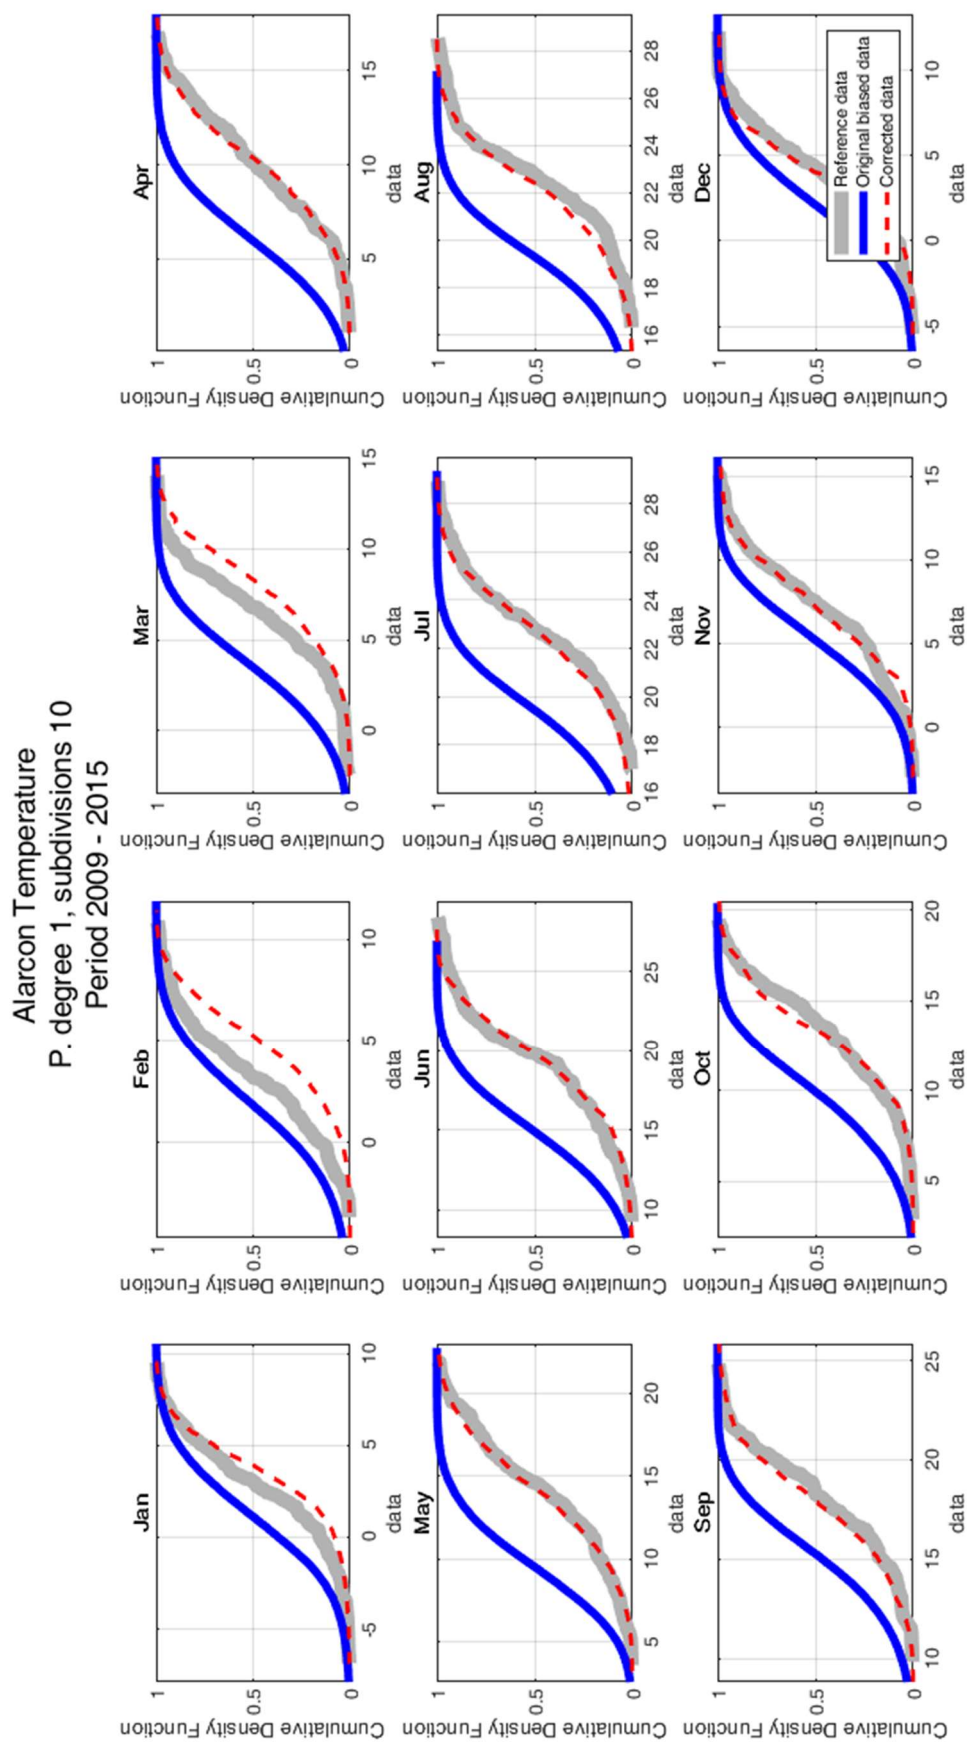 Alarcon Temperature
P. degree 1, subdivisions 10
Period 2009 - 2015
Jan
Cumulative Density Function
1
0.5
0
-5
0
5
10
data
Feb
Cumulative Density Function
1
0.5
0
0
5
10
data
Mar
Cumulative Density Function
1
0.5
0
0
5
10
15
data
Apr
Cumulative Density Function
1
0.5
0
5
10
15
data
May
Cumulative Density Function
1
0.5
0
5
10
15
20
data
Jun
Cumulative Density Function
1
0.5
0
10
15
20
25
data
Jul
Cumulative Density Function
1
0.5
0
16
18
20
22
24
26
28
data
Aug
Cumulative Density Function
1
0.5
0
16
18
20
22
24
26
28
data
Sep
Cumulative Density Function
1
0.5
0
10
15
20
25
data
Oct
Cumulative Density Function
1
0.5
0
5
10
15
20
data
Nov
Cumulative Density Function
1
0.5
0
0
5
10
15
data
Dec
Cumulative Density Function
1
0.5
0
-5
0
5
10
data
Reference data
Original biased data
Corrected data